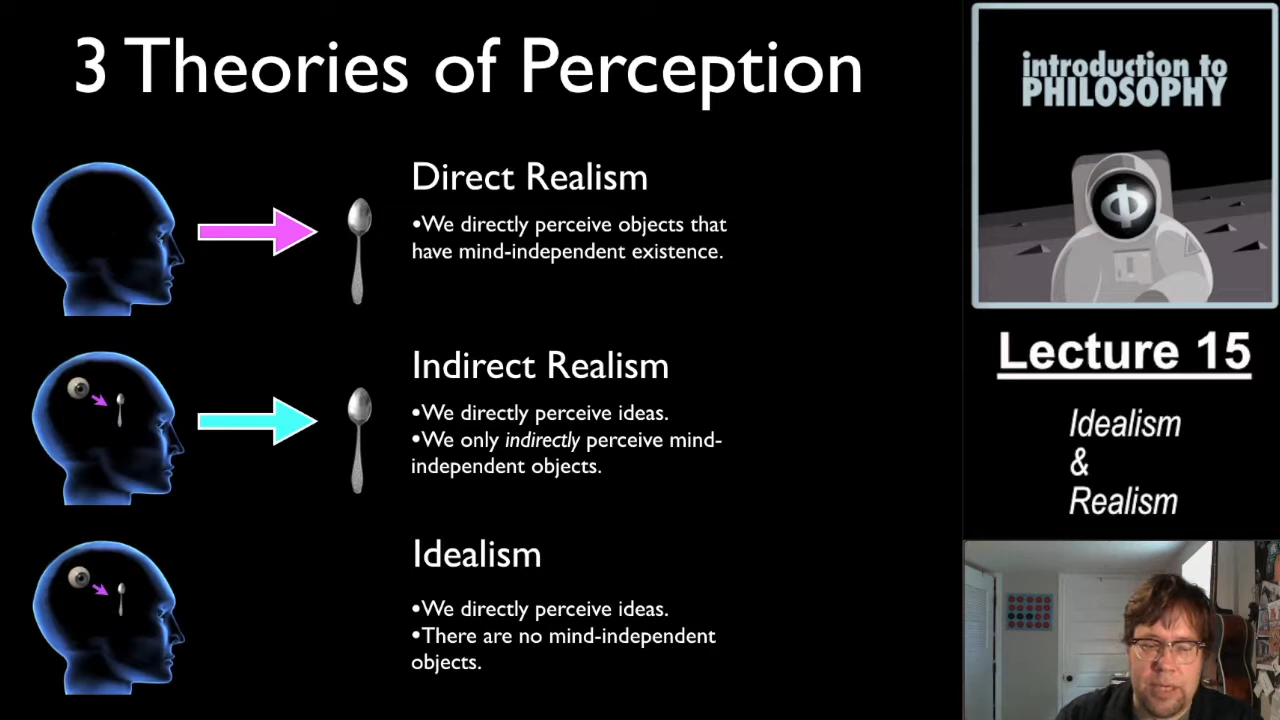 3 Theories of Perception
Direct Realism
•We directly perceive objects that
have mind-independent existence.
Indirect Realism
•We directly perceive ideas.
•We only indirectly perceive mind-
independent objects.
Idealism
•We directly perceive ideas.
•There are no mind-independent
objects.
introduction to
PHILOSOPHY
Φ
Lecture 15
Idealism
&
Realism